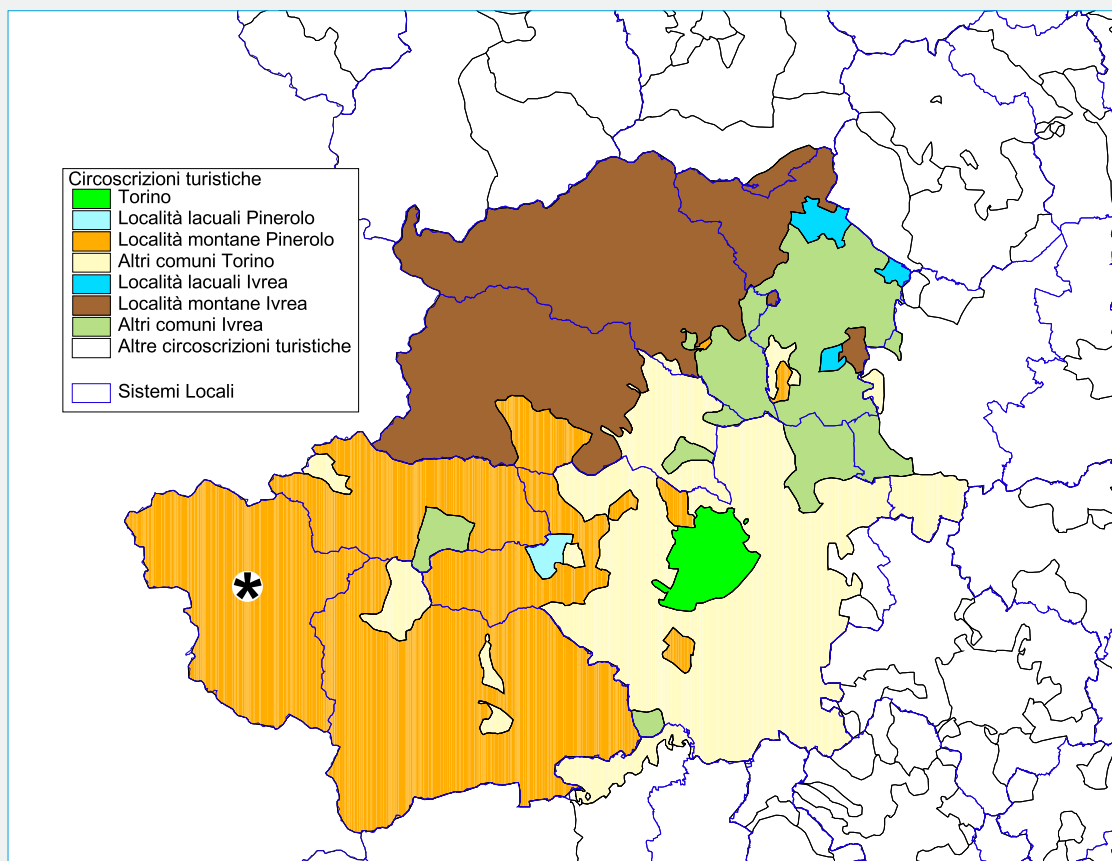 Circoscrizioni turistiche
Torino
Località lacuali Pinerolo
Località montane Pinerolo
Altri comuni Torino
Località lacuali Ivrea
Località montane Ivrea
Altri comuni Ivrea
Altre circoscrizioni turistiche
Sistemi Locali
*